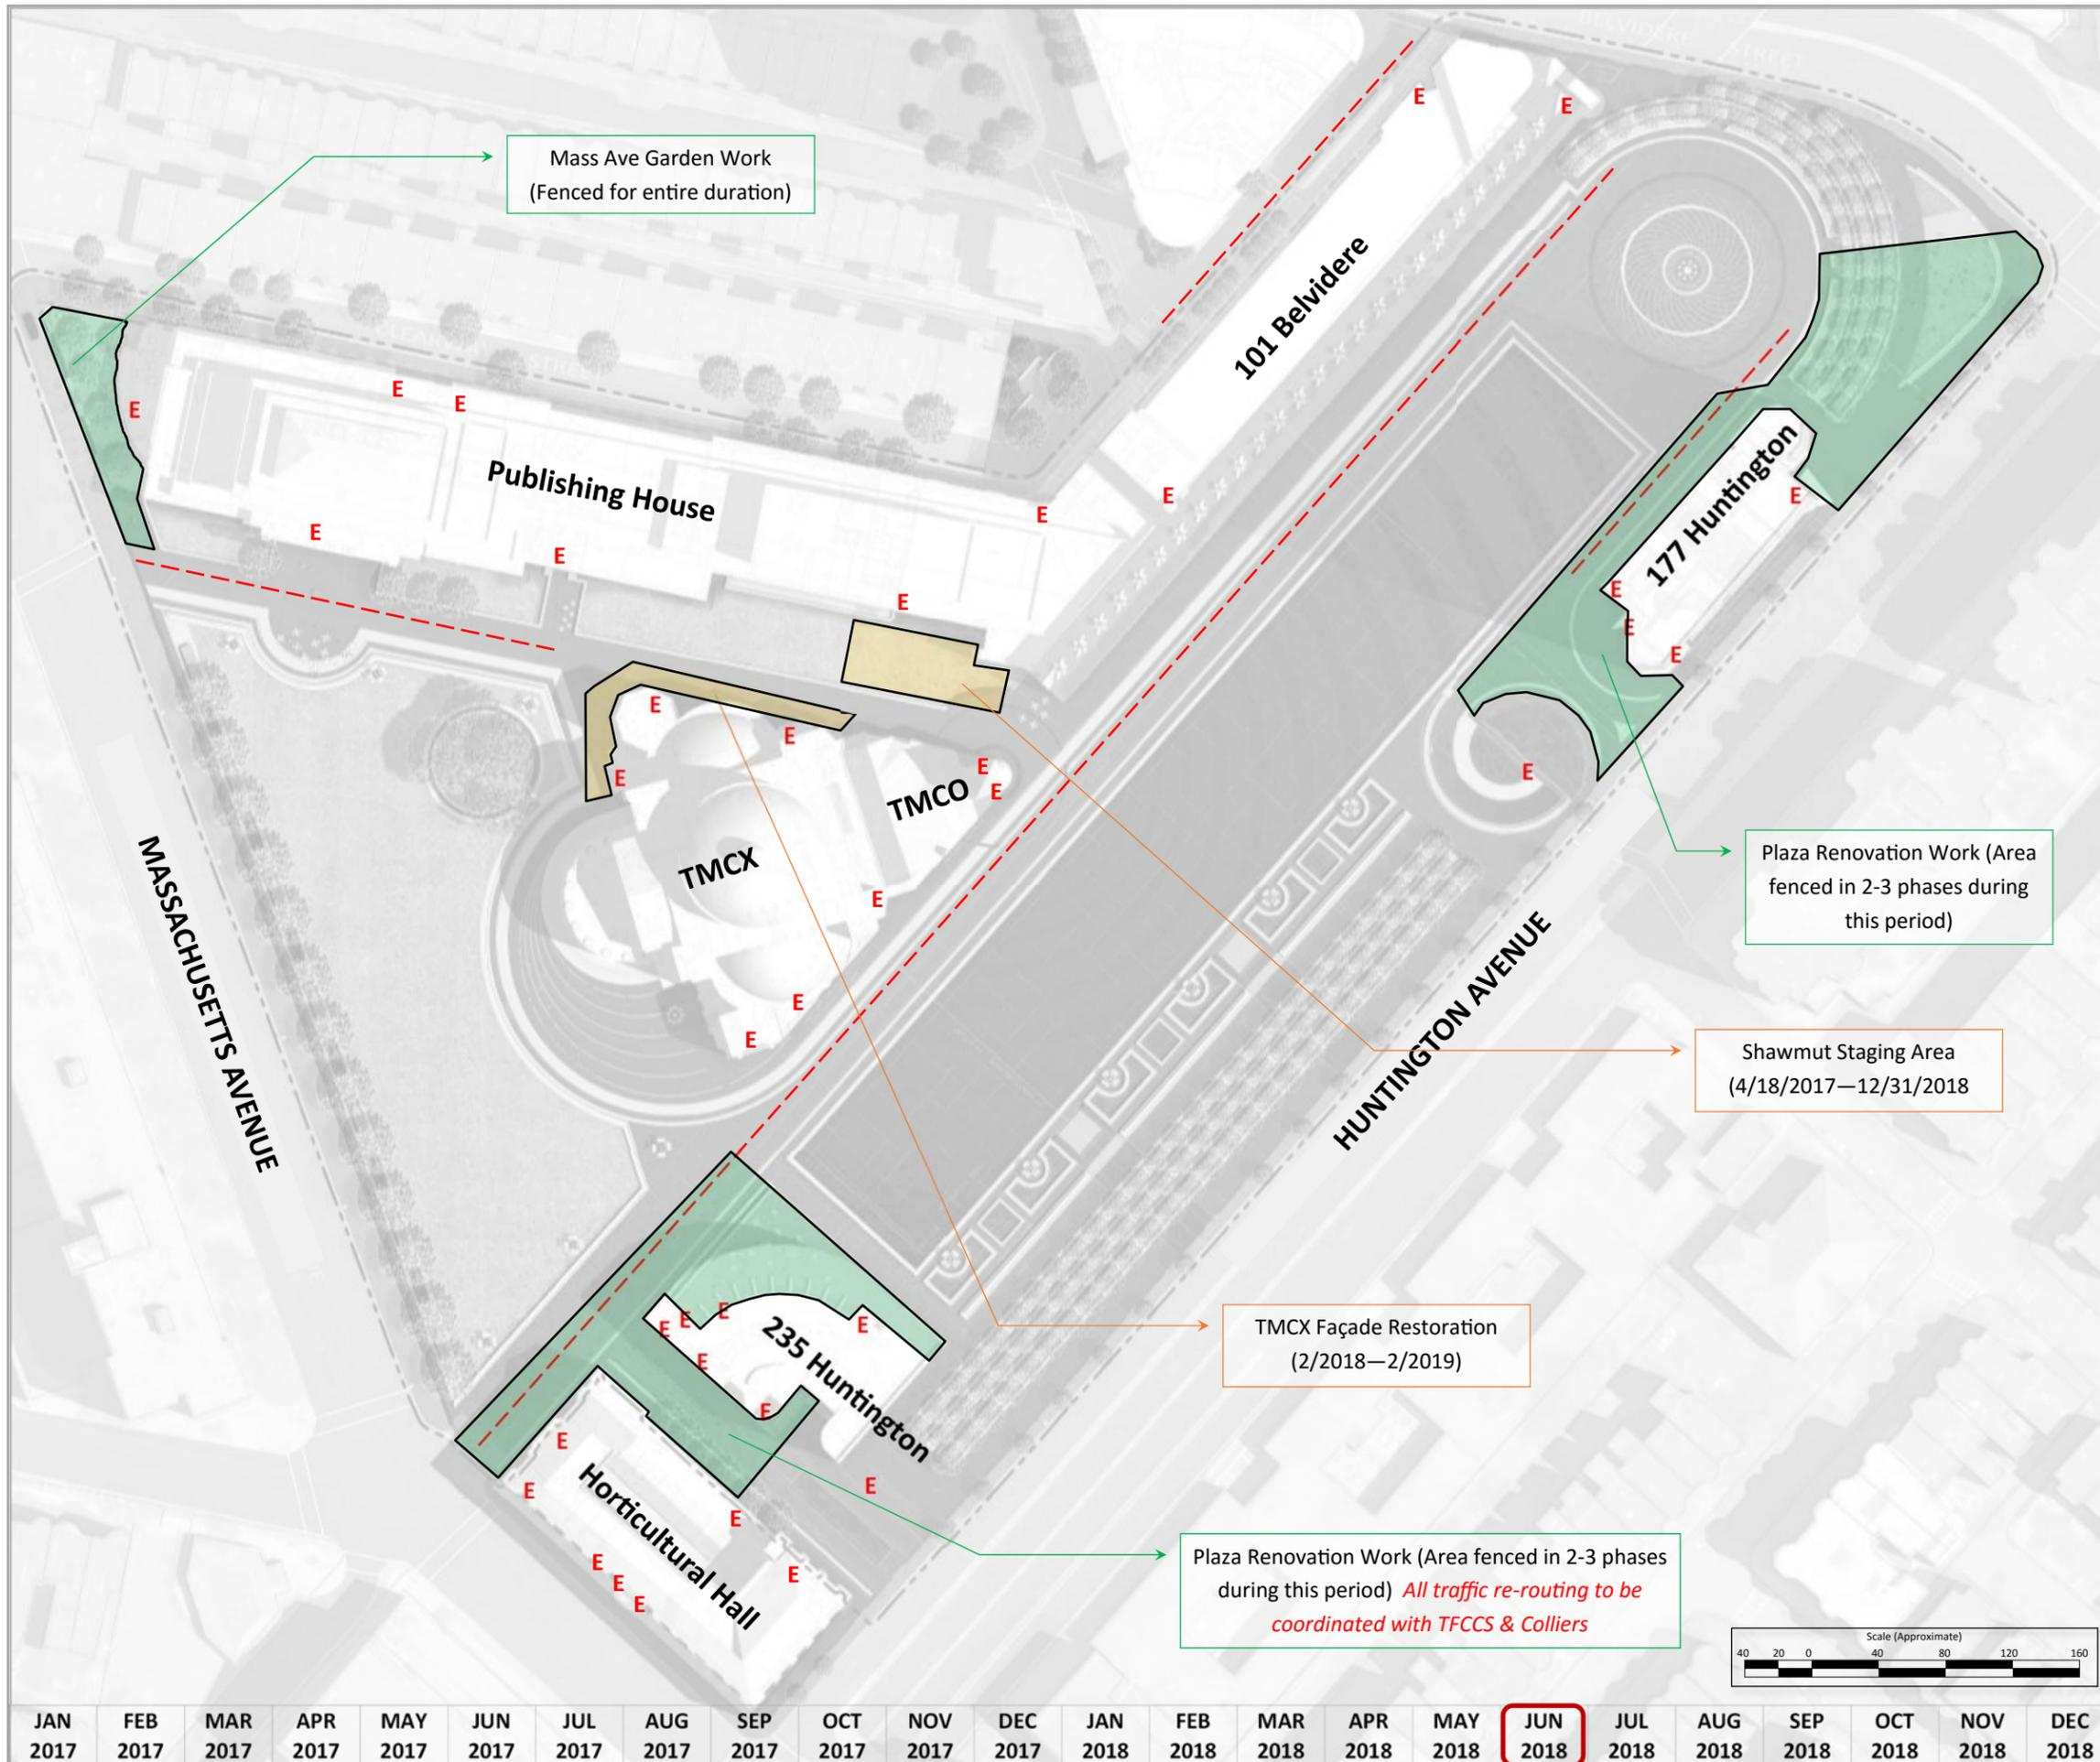 BELVIDERE STREET
Mass Ave Garden Work
(Fenced for entire duration)
E
E
101 Belvidere
E
E
E
Publishing House
E
E
E
E
E
177 Huntington
E
E
E
E
E
E
E
E
E
E
E
TMCO
TMCX
E
E
E
MASSACHUSETTS AVENUE
Plaza Renovation Work (Area
fenced in 2-3 phases during
this period)
HUNTINGTON AVENUE
Shawmut Staging Area
(4/18/2017—12/31/2018
TMCX Façade Restoration
(2/2018—2/2019)
E
E
E
E
E
E
235 Huntington
E
E
E
E
Horticultural Hall
E
E
E
E
Plaza Renovation Work (Area fenced in 2-3 phases
during this period) All traffic re-routing to be
coordinated with TFCCS & Colliers
Scale (Approximate)
40 20 0 40 80 120 160
JAN FEB MAR APR MAY JUN JUL AUG SEP OCT NOV DEC JAN FEB MAR APR MAY JUN JUL AUG SEP OCT NOV DEC
2017 2017 2017 2017 2017 2017 2017 2017 2017 2017 2017 2017 2018 2018 2018 2018 2018 2018 2018 2018 2018 2018 2018 2018